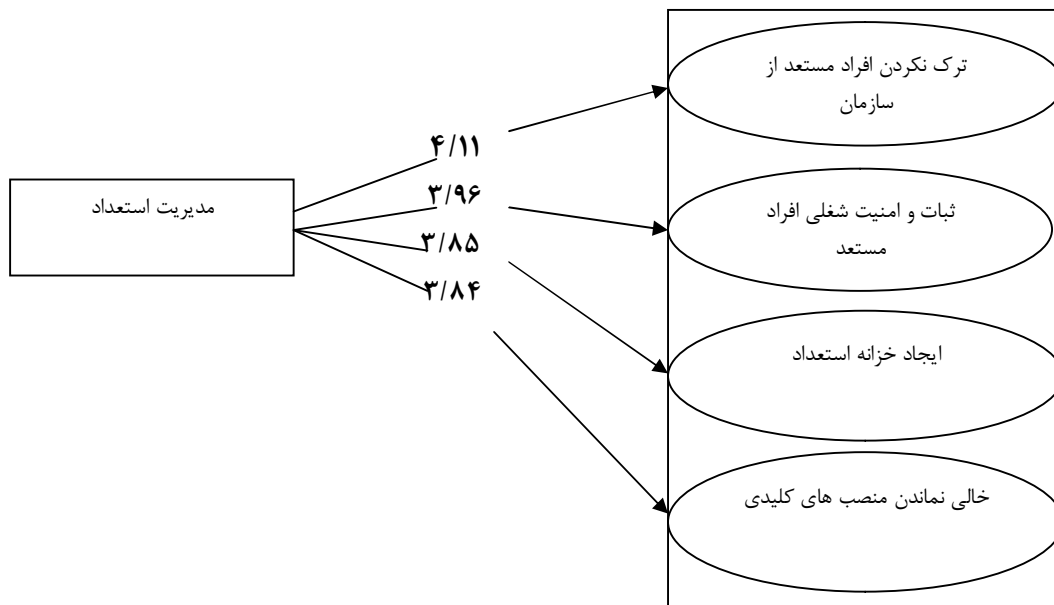 ترک نکردن افراد مستعد از
سازمان
ثبات و امنیت شغلی افراد
مستعد
ایجاد خزانه استعداد
خالی نماندن منصب های کلیدی
۴/۱۱
۳/۹۶
۳/۸۵
۳/۸۴
مدیریت استعداد